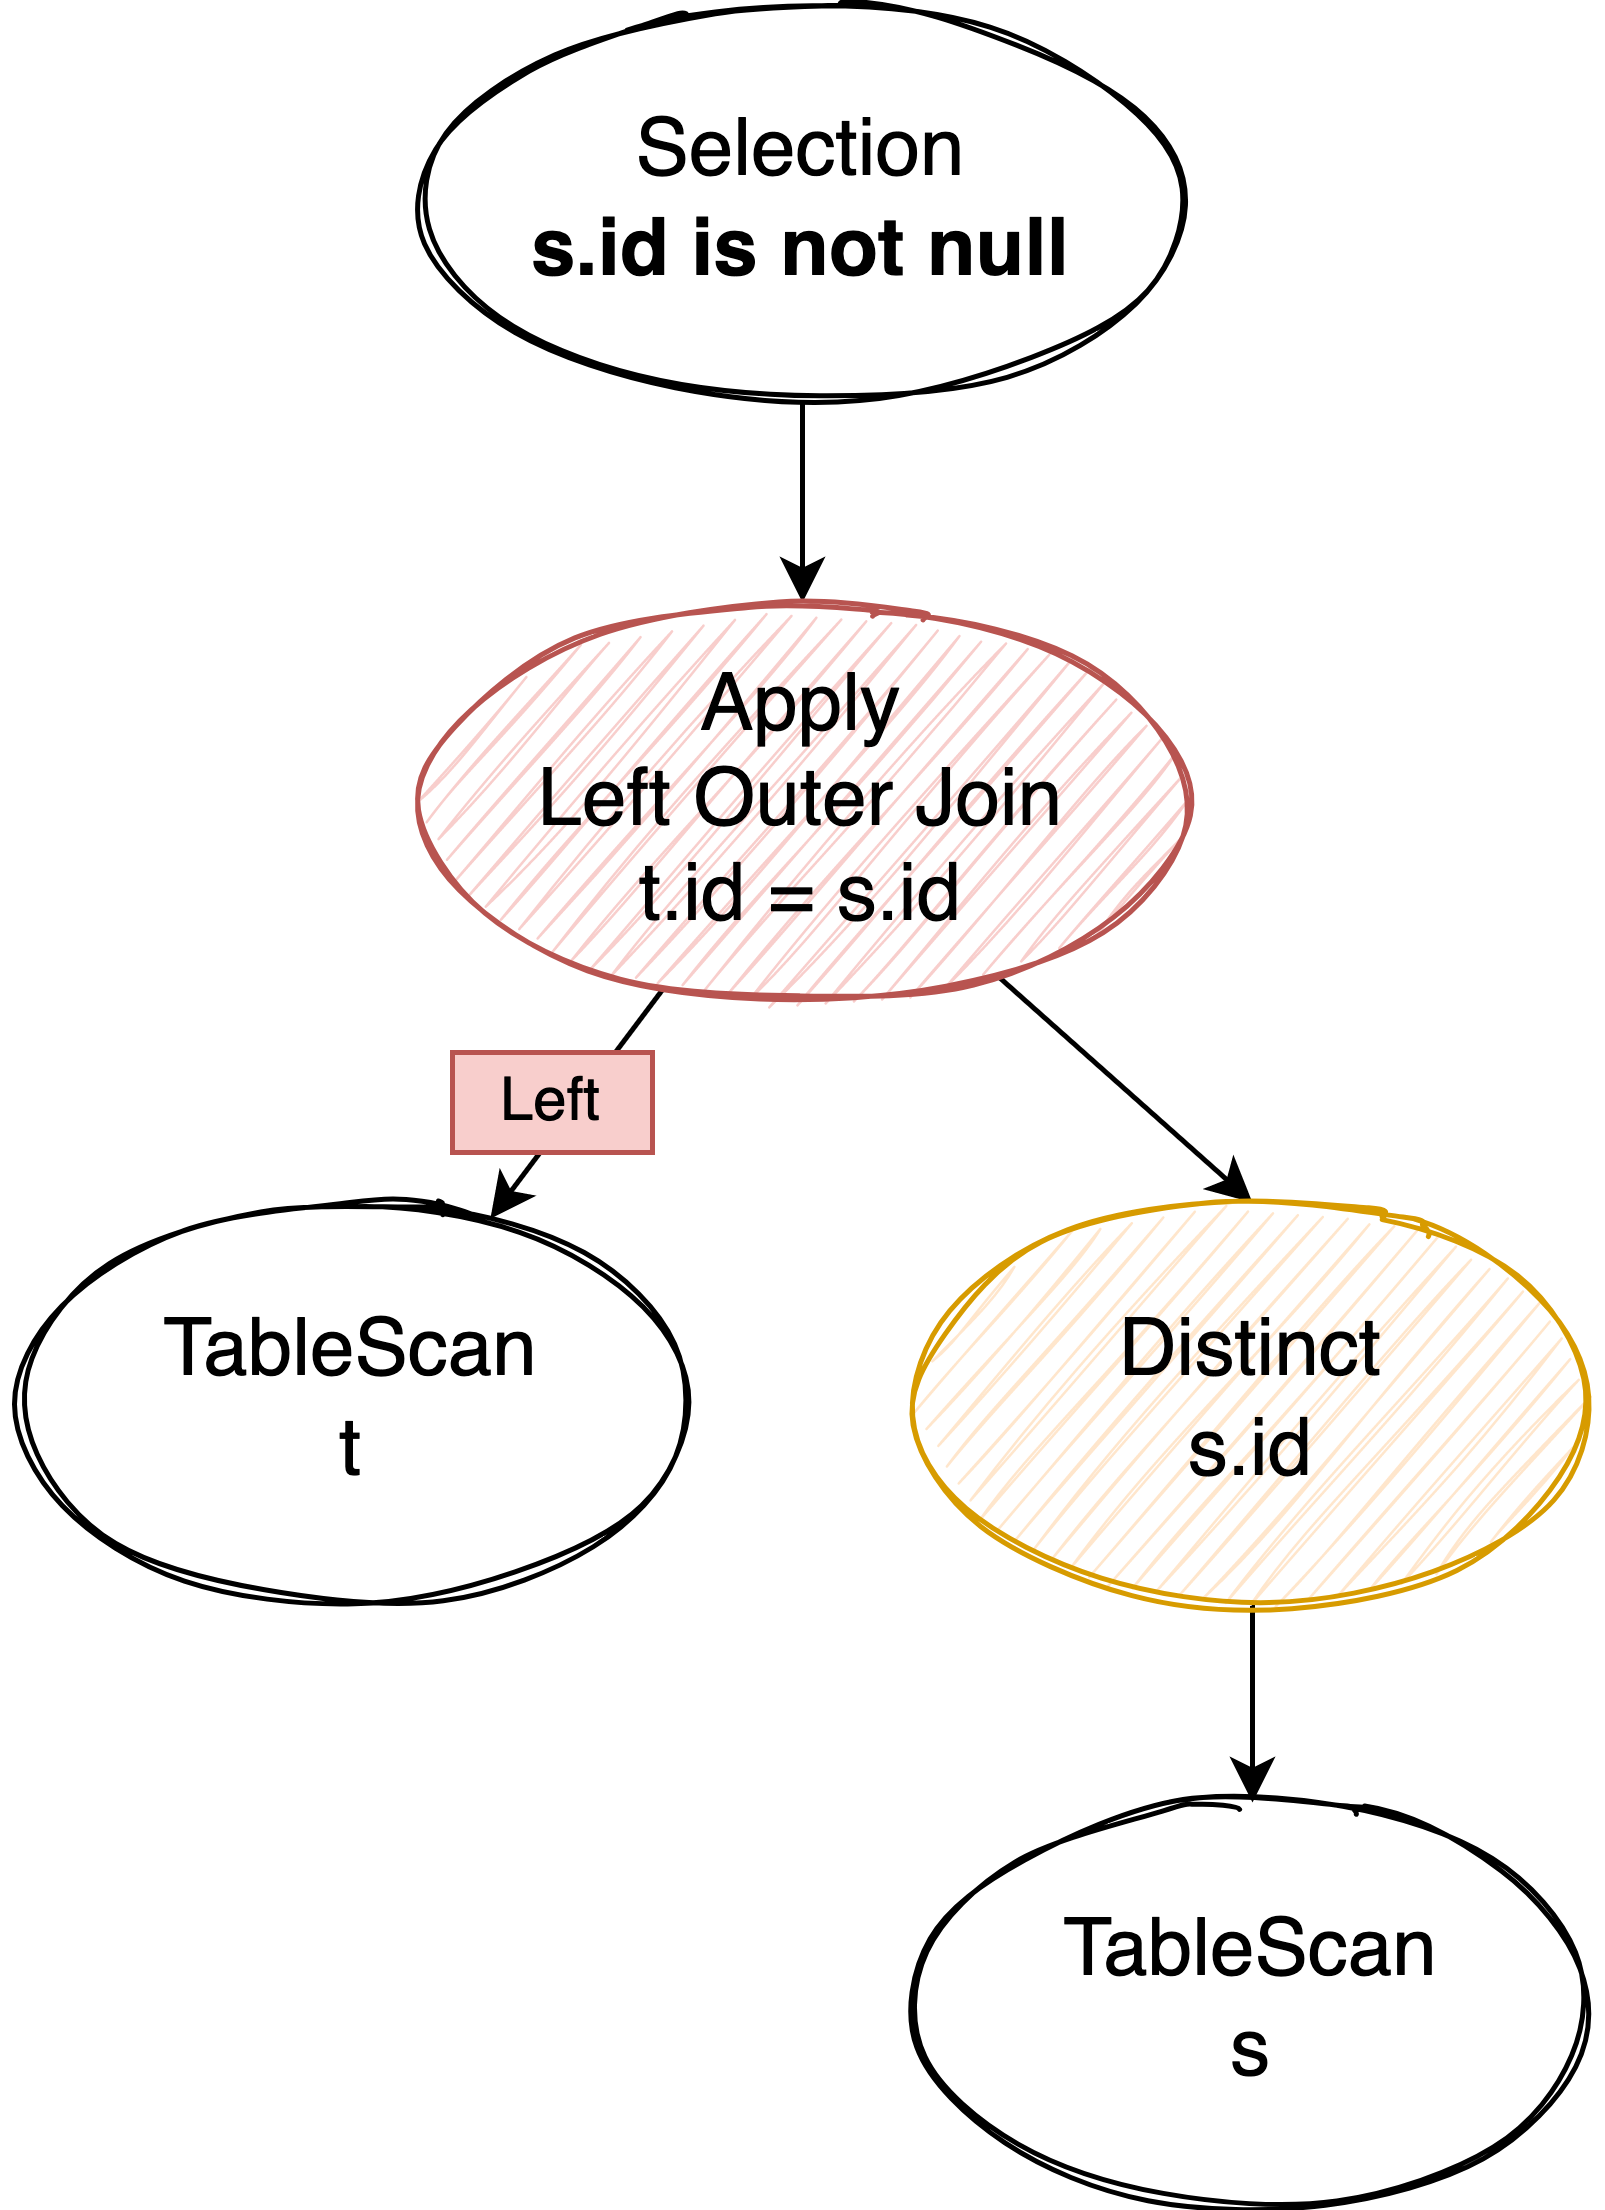 Selection
s.id is not null
Apply
Left Outer Join
t.id = s.id
Left
TableScan
t
Distinct
s.id
TableScan
s